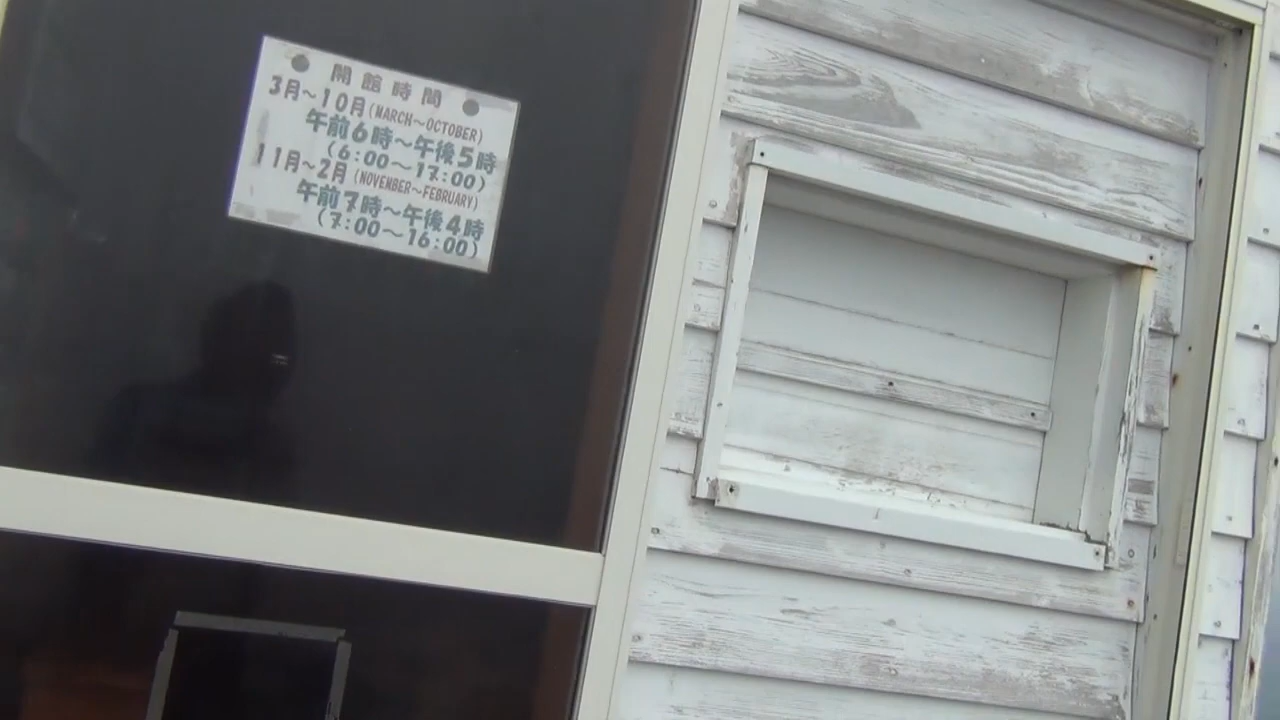 開館時間
3月～10月(MARCH～OCTOBER)
午前6時～午後5時
(6:00～17:00)
11月～2月(NOVEMBER～FEBRUARY)
午前7時～午後4時
(7:00～16:00)